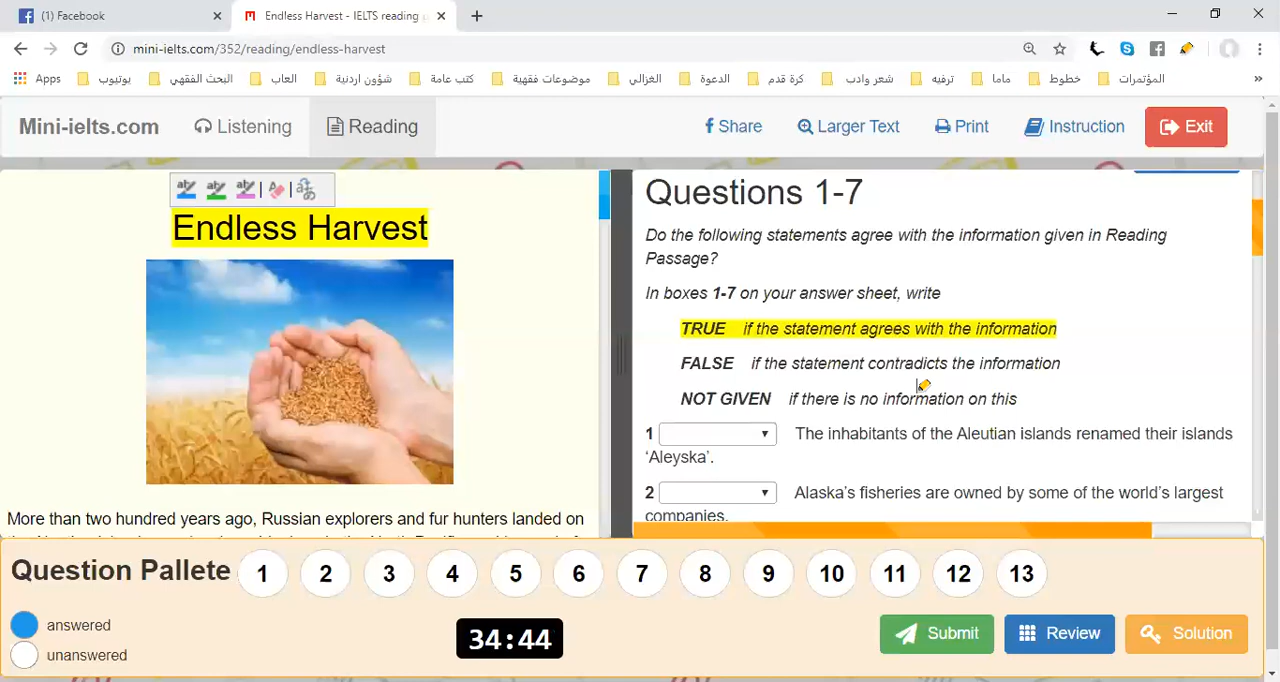 (1) Facebook
Endless Harvest - IELTS reading
mini-ielts.com/352/reading/endless-harvest
Apps
يوتيوب
البحث الفقهي
العاب
شؤون اردنية
كتب عامة
موضوعات فقهية
الغزالي
الدعوة
كرة قدم
شعر وادب
ترفيه
ماما
خطوط
المؤتمرات
Mini-ielts.com
Listening
Reading
Share
Larger Text
Print
Instruction
Exit
Endless Harvest
More than two hundred years ago, Russian explorers and fur hunters landed on
Questions 1-7
Do the following statements agree with the information given in Reading
Passage?
In boxes 1-7 on your answer sheet, write
TRUE if the statement agrees with the information
FALSE if the statement contradicts the information
NOT GIVEN if there is no information on this
1 The inhabitants of the Aleutian islands renamed their islands
‘Aleyska’.
2 Alaska’s fisheries are owned by some of the world’s largest
companies.
Question Pallete 1 2 3 4 5 6 7 8 9 10 11 12 13
answered
unanswered
34:44
Submit
Review
Solution